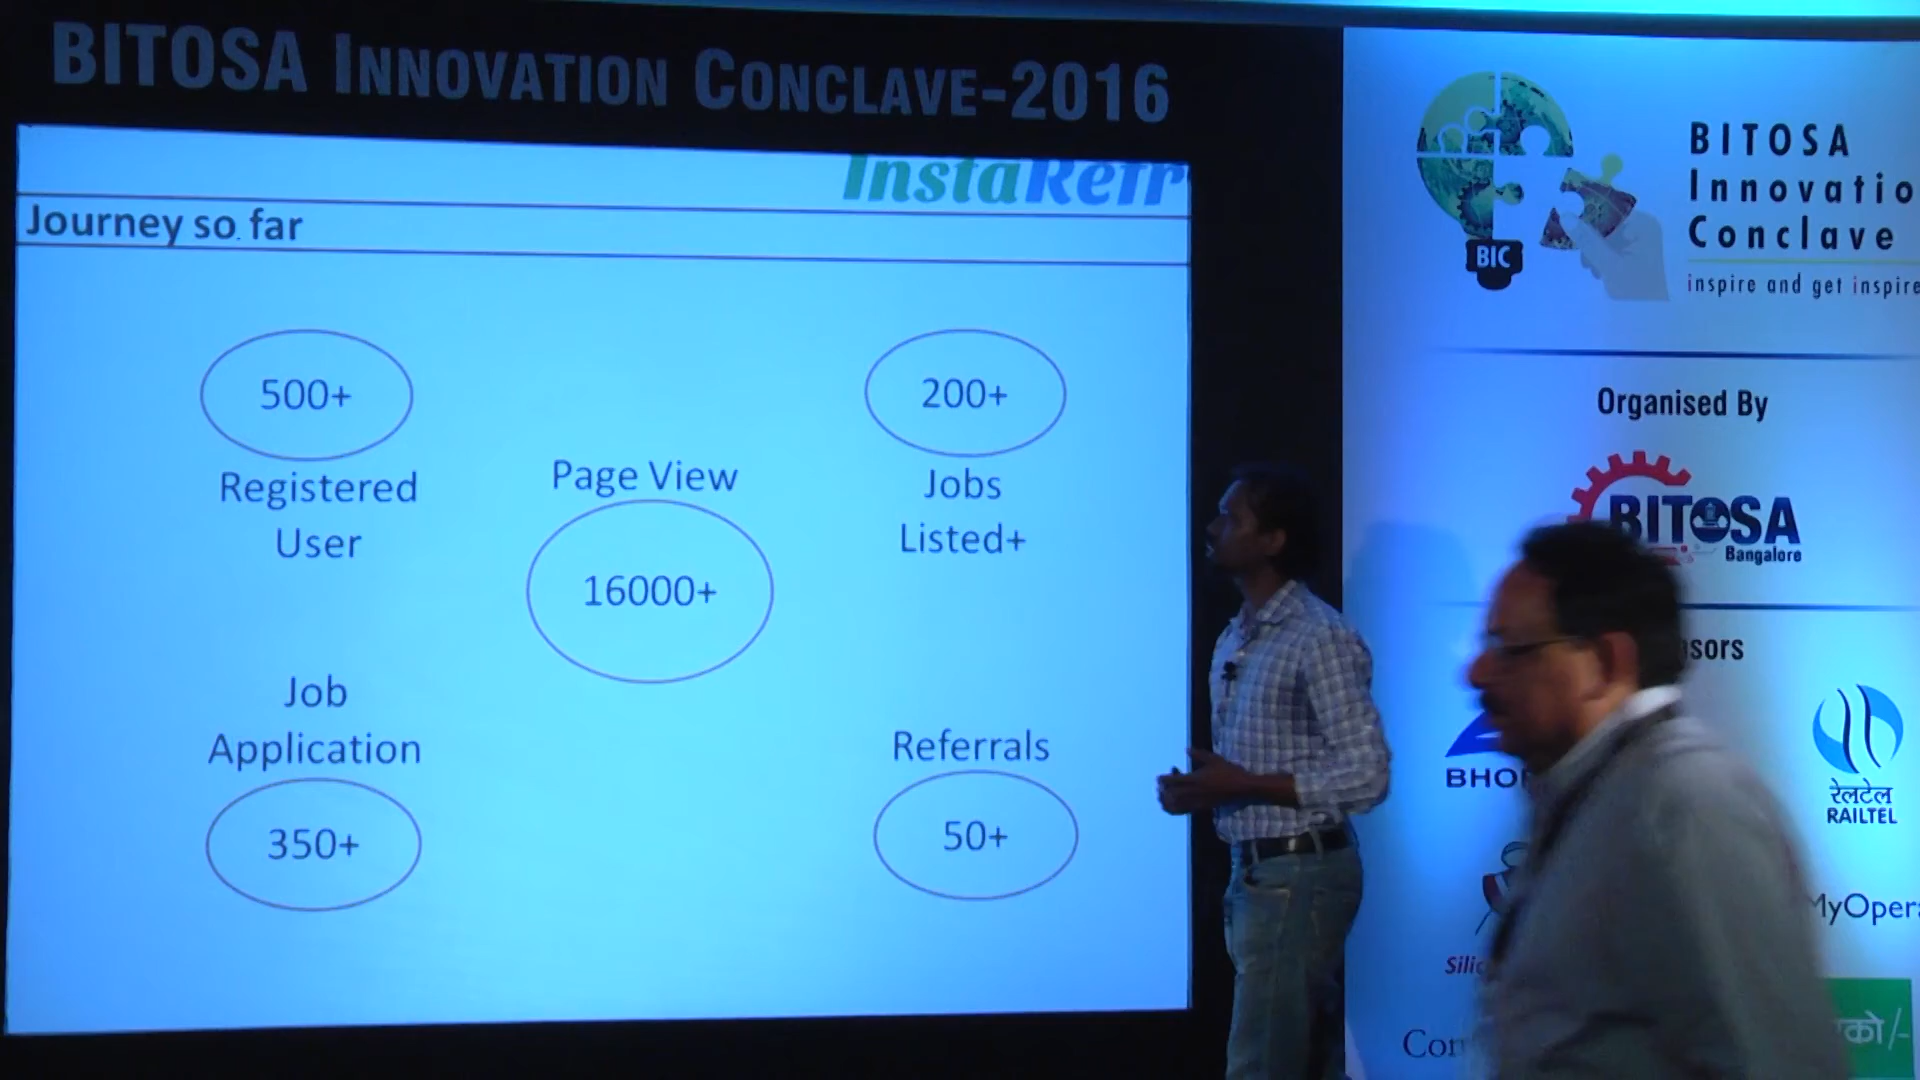 BITOSA INNOVATION CONCLAVE-2016
InstaRefr
Journey so far
500+
Registered
User
Page View
16000+
200+
Jobs
Listed+
Job
Application
350+
Referrals
50+
BIC
BITOSA
Innovatio
Conclave
inspire and get inspire
Organised By
BITOSA
Bangalore
sors
BHO
रेलटेल
RAILTEL
MyOper
Silic
Con
को/-